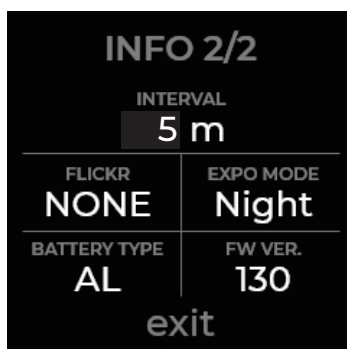 INFO 2/2
INTERVAL
5 m
FLICKR EXPO MODE
NONE Night
BATTERY TYPE FW VER.
AL 130
exit